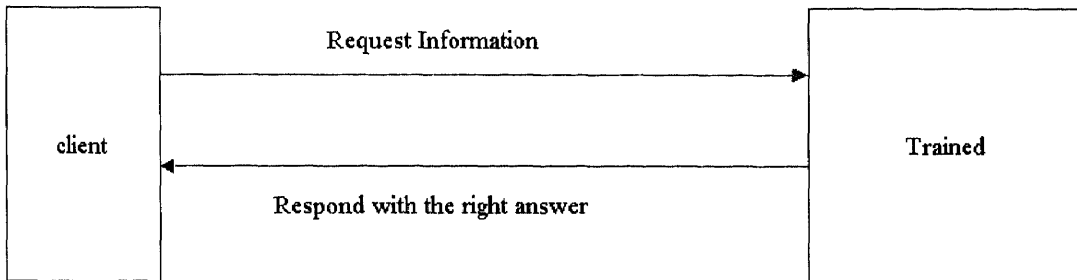 Request Information
client
Trained
Respond with the right answer